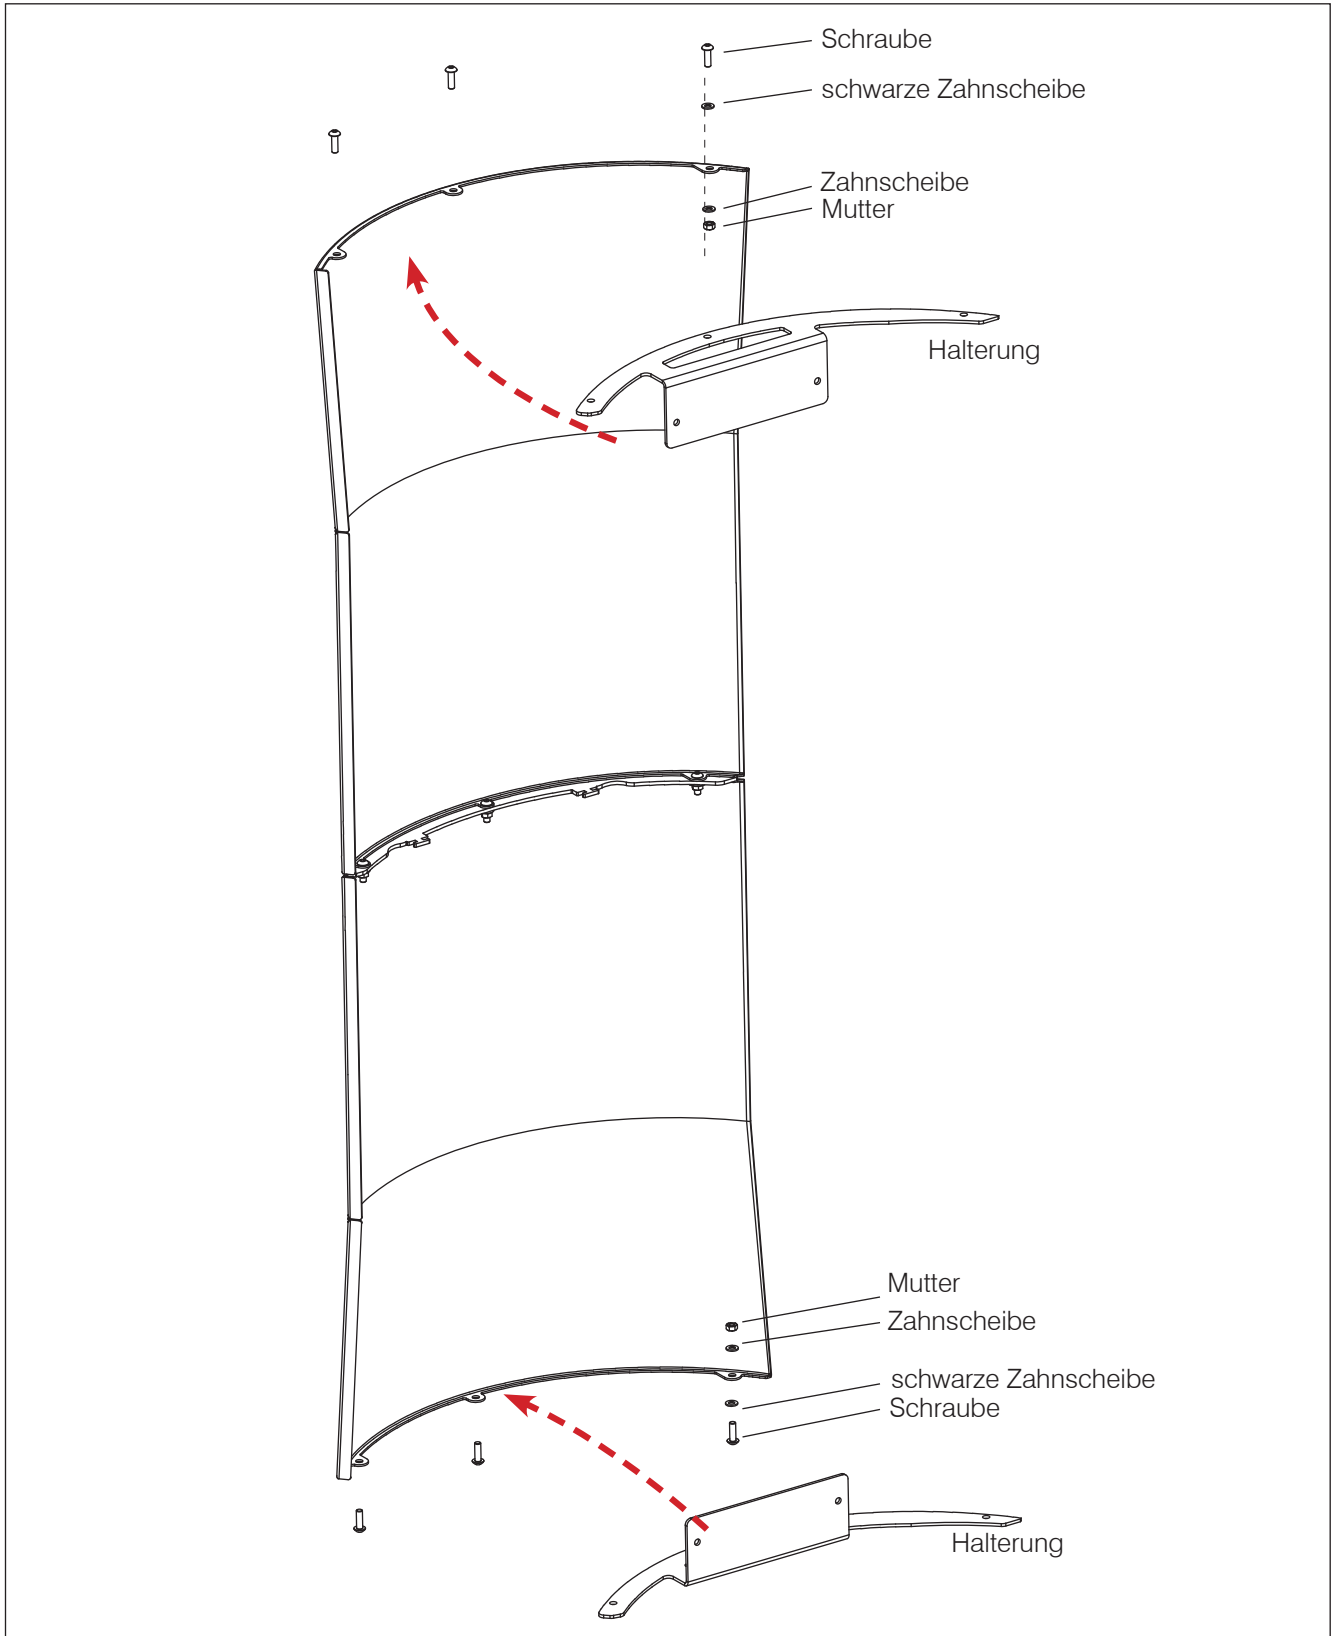 Schraube
schwarze Zahnscheibe
Zahnscheibe
Mutter
Halterung
Mutter
Zahnscheibe
schwarze Zahnscheibe
Schraube
Halterung